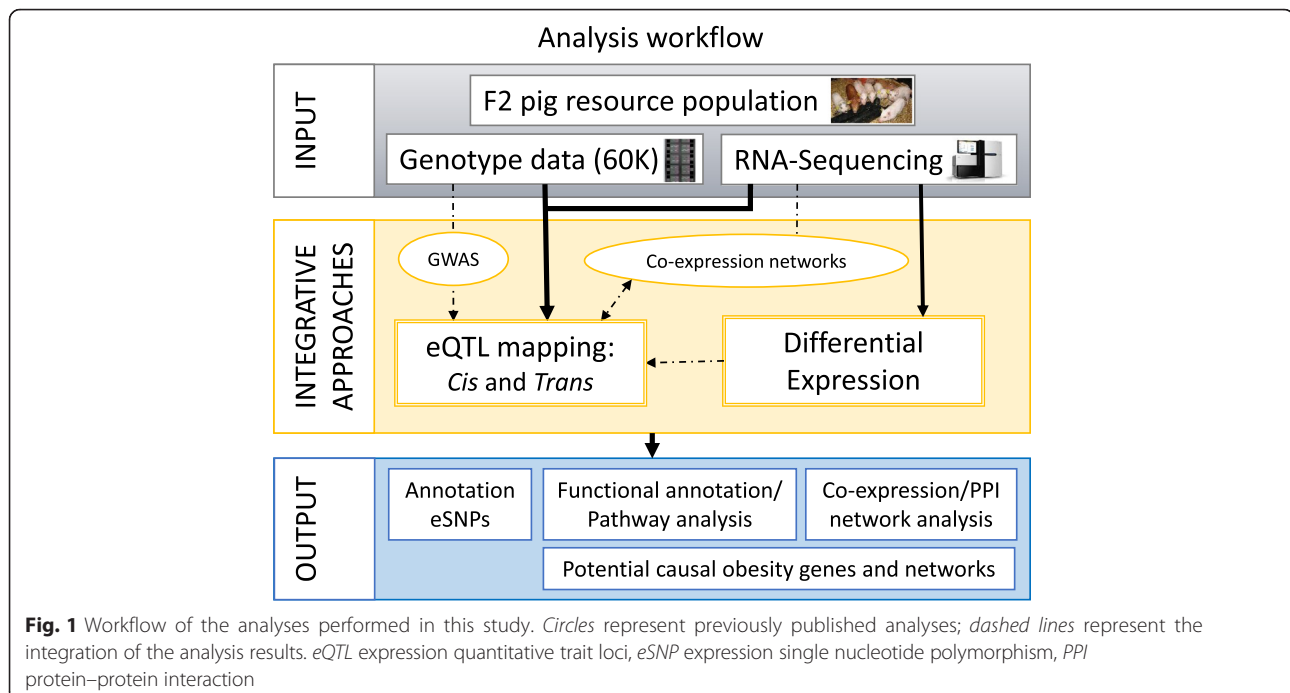 Analysis workflow
INPUT
F2 pig resource population
Genotype data (60K)
RNA-Sequencing
INTEGRATIVE
APPROACHES
GWAS
Co-expression networks
eQTL mapping:
Cis and Trans
Differential
Expression
OUTPUT
Annotation
eSNPs
Functional annotation/
Pathway analysis
Co-expression/PPI
network analysis
Potential causal obesity genes and networks
Fig. 1 Workflow of the analyses performed in this study. Circles represent previously published analyses; dashed lines represent the
integration of the analysis results. eQTL expression quantitative trait loci, eSNP expression single nucleotide polymorphism, PPI
protein–protein interaction